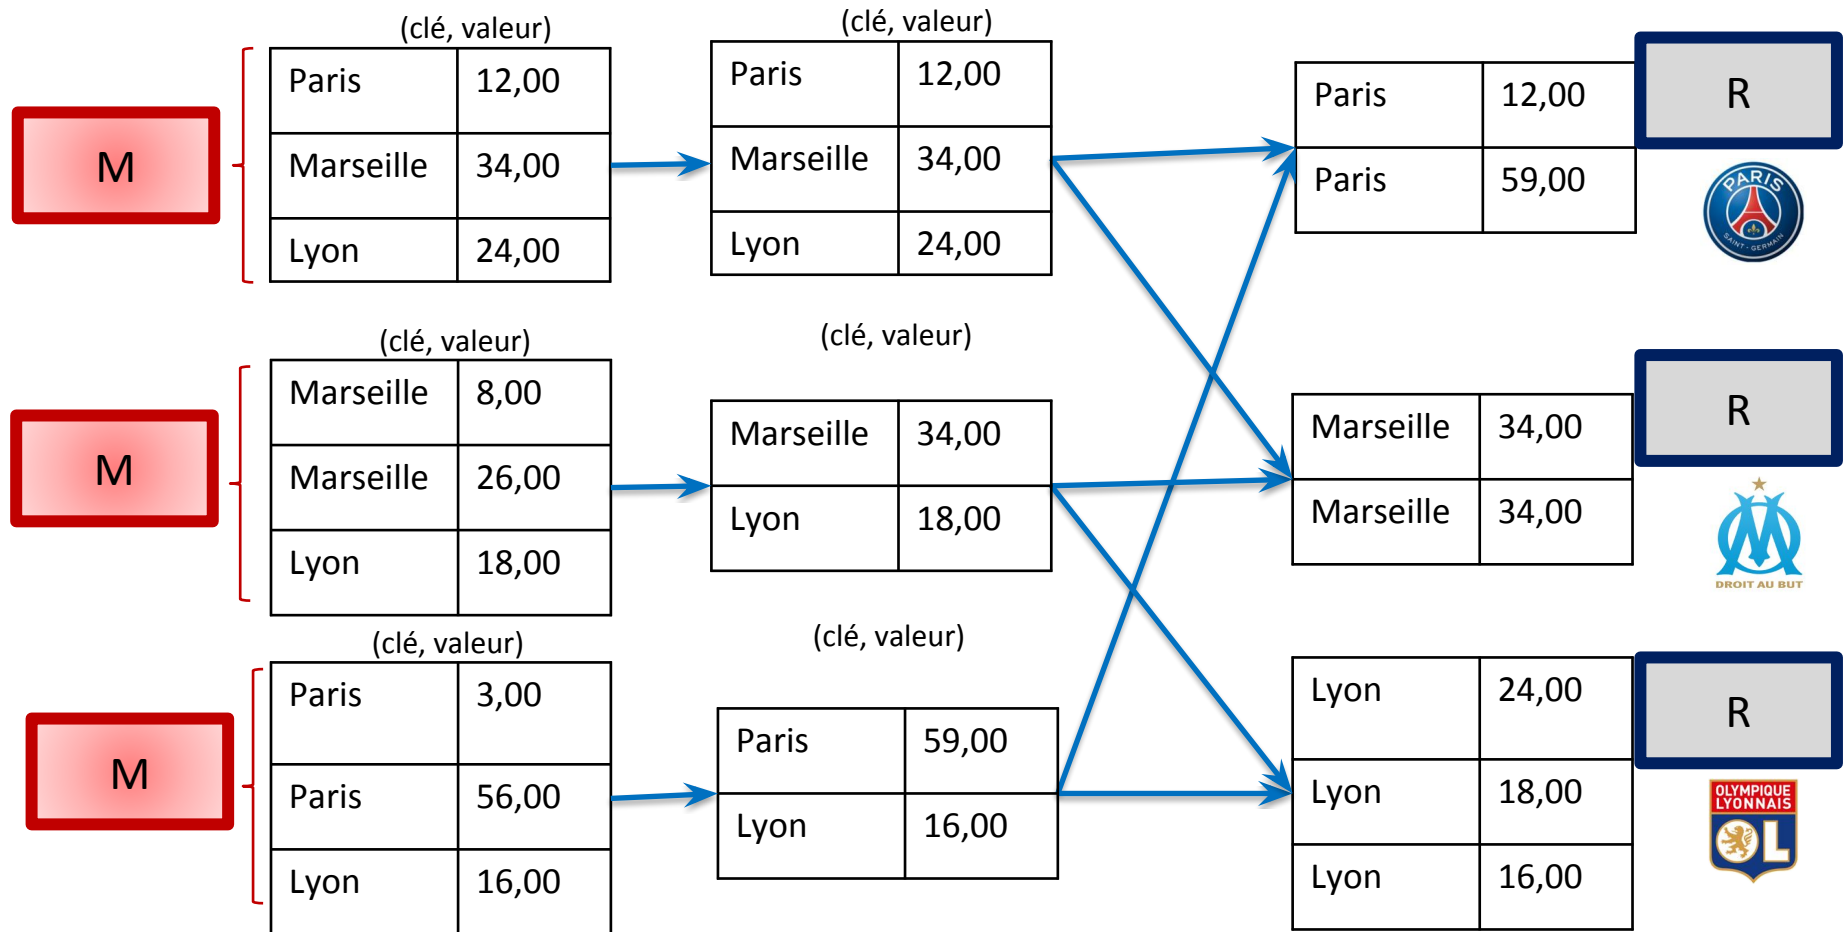 (clé, valeur)
(clé, valeur)
M
Paris 12,00
Marseille 34,00
Lyon 24,00
Paris 12,00
Marseille 34,00
Lyon 24,00
Paris 12,00
Paris 59,00
R
PARIS
SAINT-GERMAIN
(clé, valeur)
(clé, valeur)
M
Marseille 8,00
Marseille 26,00
Lyon 18,00
Marseille 34,00
Lyon 18,00
Marseille 34,00
Marseille 34,00
R
M
DROIT AU BUT
(clé, valeur)
(clé, valeur)
M
Paris 3,00
Paris 56,00
Lyon 16,00
Paris 59,00
Lyon 16,00
Lyon 24,00
Lyon 18,00
Lyon 16,00
R
OLYMPIQUE
LYONNAIS
OL